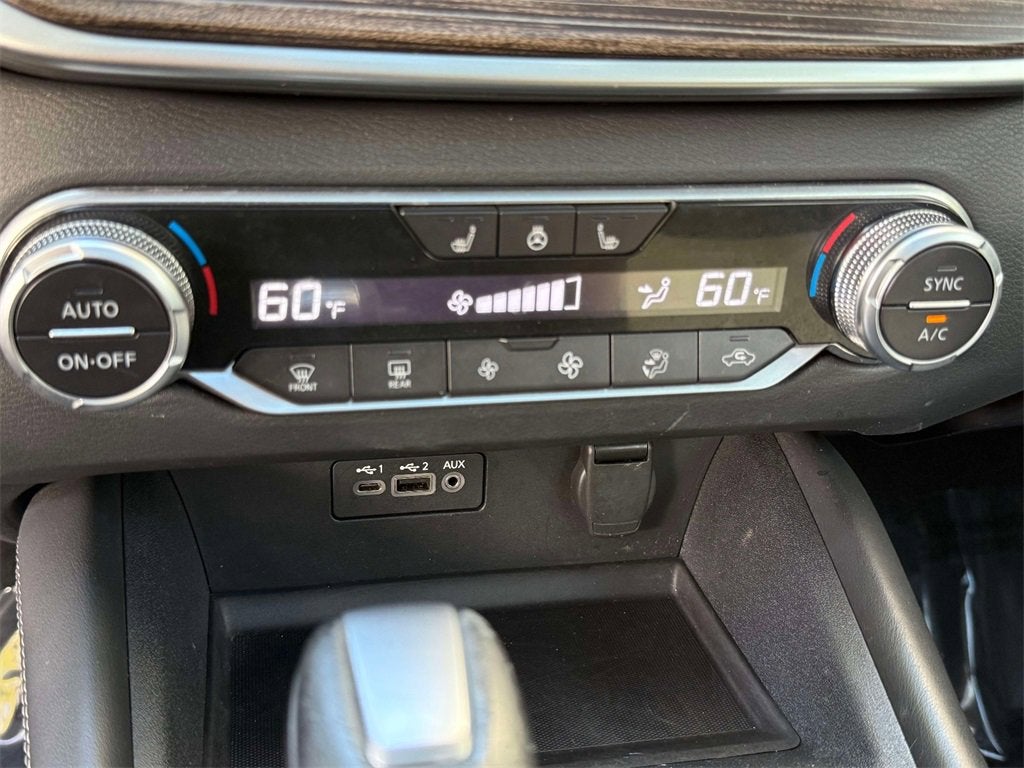 60°F 60°F
AUTO
ON·OFF
SYNC
A/C
FRONT
REAR
1 2 AUX